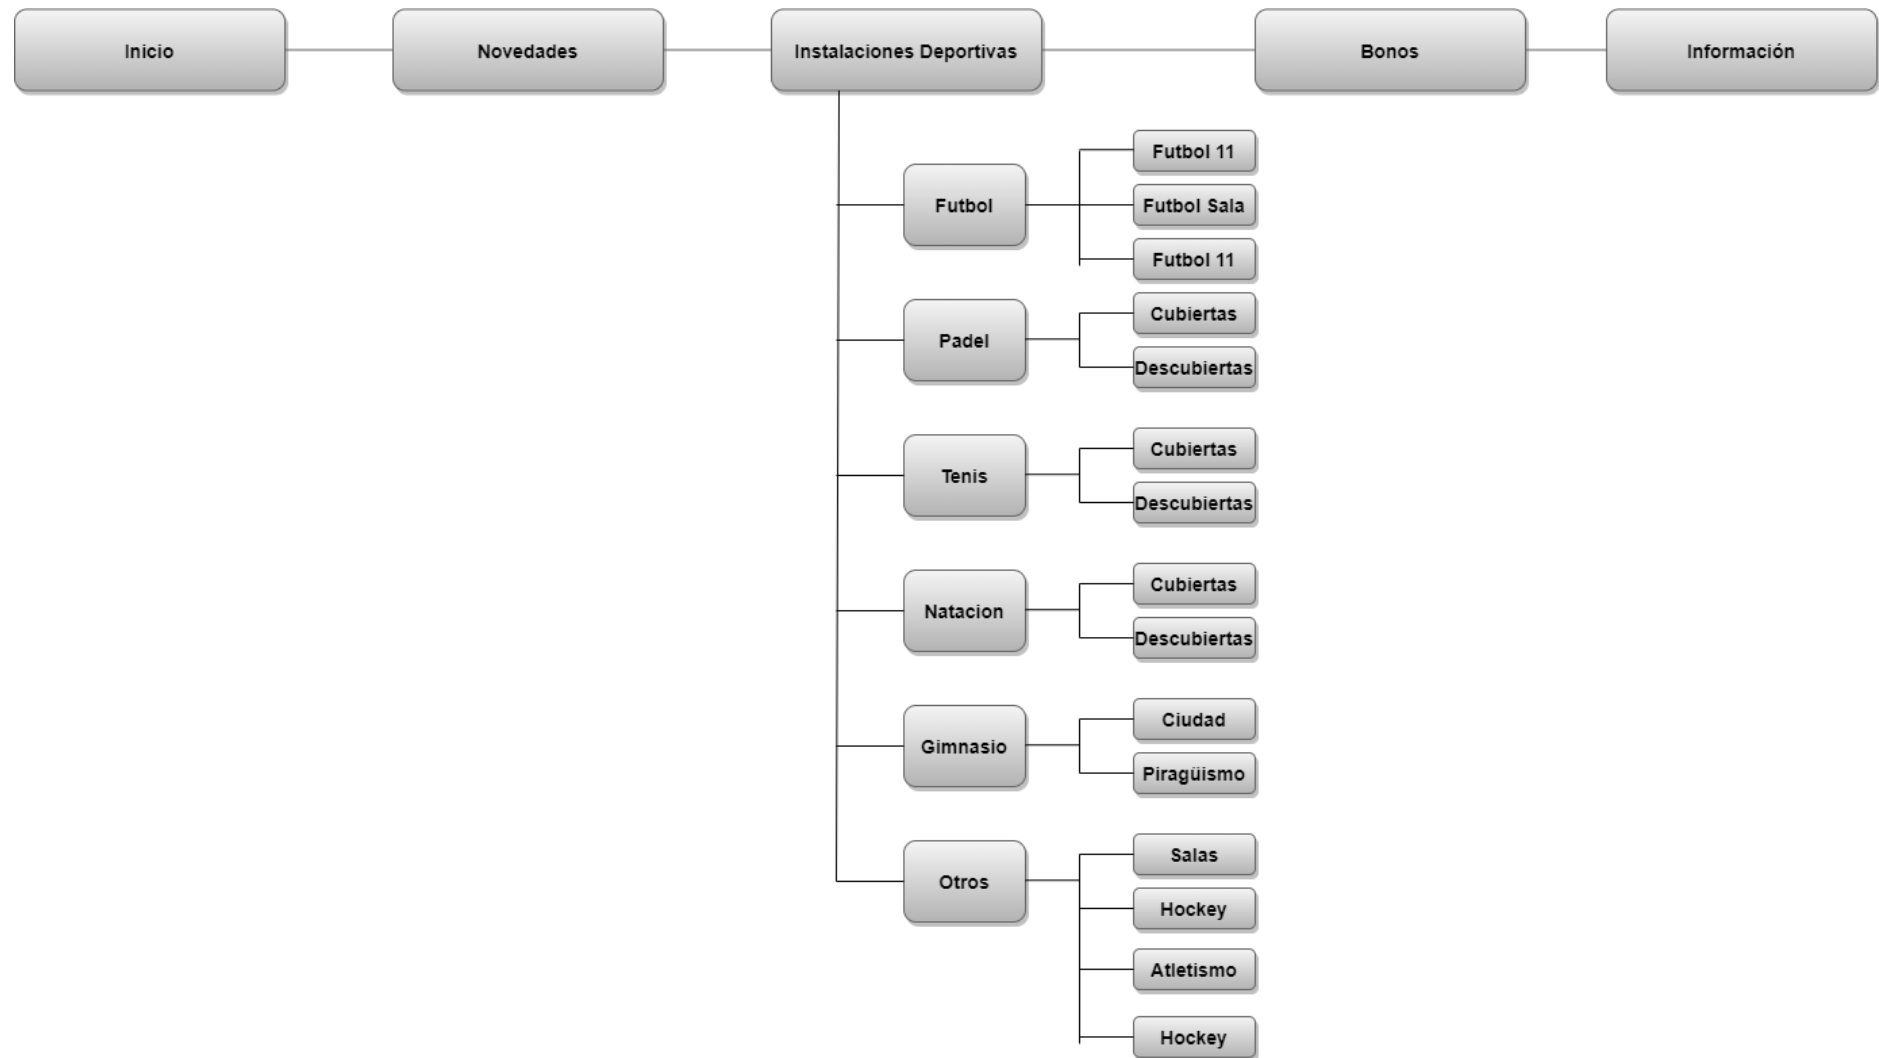 Inicio
Novedades
Instalaciones Deportivas
Bonos
Información
Futbol
Futbol 11
Futbol Sala
Futbol 11
Padel
Cubiertas
Descubiertas
Tenis
Cubiertas
Descubiertas
Natacion
Cubiertas
Descubiertas
Gimnasio
Ciudad
Piragüismo
Otros
Salas
Hockey
Atletismo
Hockey